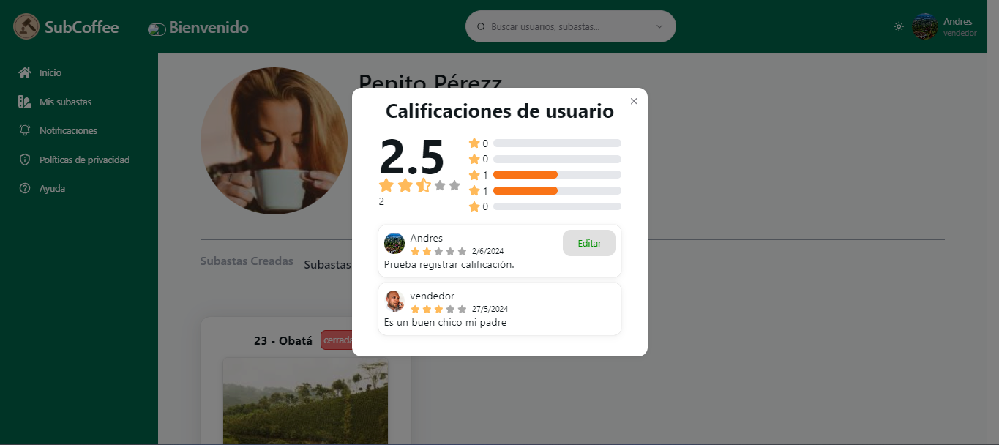 SubCoffee
Bienvenido
Buscar usuarios, subastas...
Andres
vendedor
Inicio
Mis subastas
Notificaciones
Políticas de privacidad
Ayuda
Pepito Pérezz
Calificaciones de usuario
2.5
2
0
0
1
1
0
Andres
2/6/2024
Prueba registrar calificación.
Editar
vendedor
27/5/2024
Es un buen chico mi padre
Subastas Creadas
Subastas
23 - Obatá
cerrada